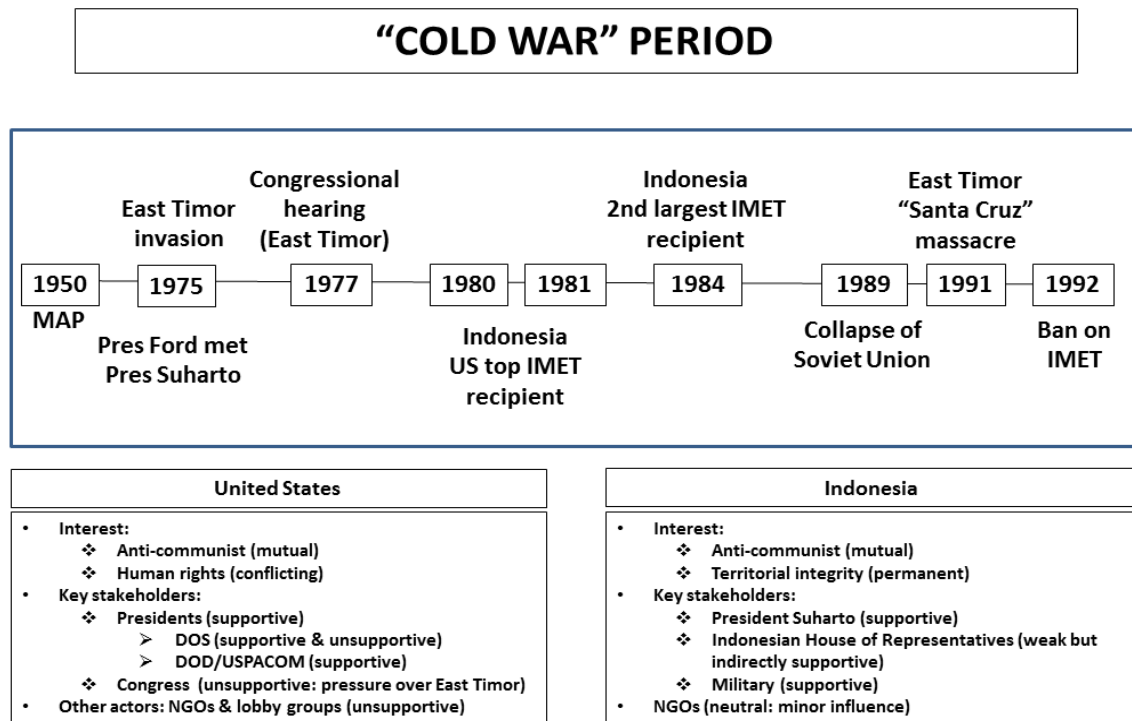 “COLD WAR” PERIOD
East Timor
invasion
Congressional
hearing
(East Timor)
Indonesia
2nd largest IMET
recipient
East Timor
“Santa Cruz”
massacre
1950
1975
1977
1980
1981
1984
1989
1991
1992
MAP
Pres Ford met
Pres Suharto
Indonesia
US top IMET
recipient
Collapse of
Soviet Union
Ban on
IMET
United States
• Interest:
❖ Anti-communist (mutual)
❖ Human rights (conflicting)
• Key stakeholders:
❖ Presidents (supportive)
➢ DOS (supportive & unsupportive)
➢ DOD/USPACOM (supportive)
❖ Congress (unsupportive: pressure over East Timor)
• Other actors: NGOs & lobby groups (unsupportive)
Indonesia
• Interest:
❖ Anti-communist (mutual)
❖ Territorial integrity (permanent)
• Key stakeholders:
❖ President Suharto (supportive)
❖ Indonesian House of Representatives (weak but
indirectly supportive)
❖ Military (supportive)
• NGOs (neutral: minor influence)